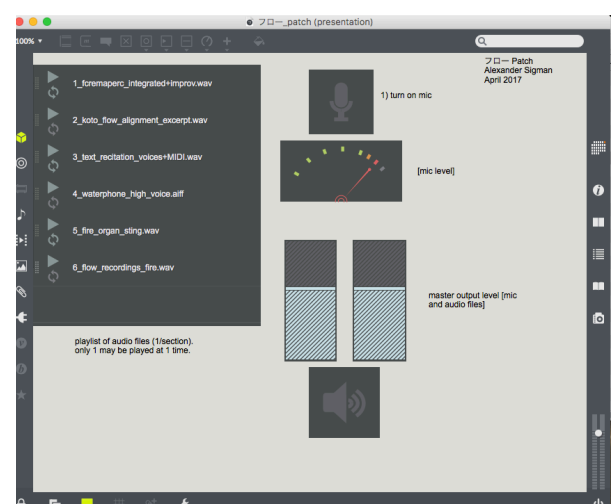 フロー_patch (presentation)
100%
フロー Patch
Alexander Sigman
April 2017
1_foremaperc_integrated+improv.wav
2_koto_flow_alignment_excerpt.wav
3_text_recitation_voices+MIDI.wav
4_waterphone_high_voice.aiff
5_fire_organ_sting.wav
6_flow_recordings_fire.wav
playlist of audio files (1/section).
only 1 may be played at 1 time.
1) turn on mic
[mic level]
master output level [mic
and audio files]